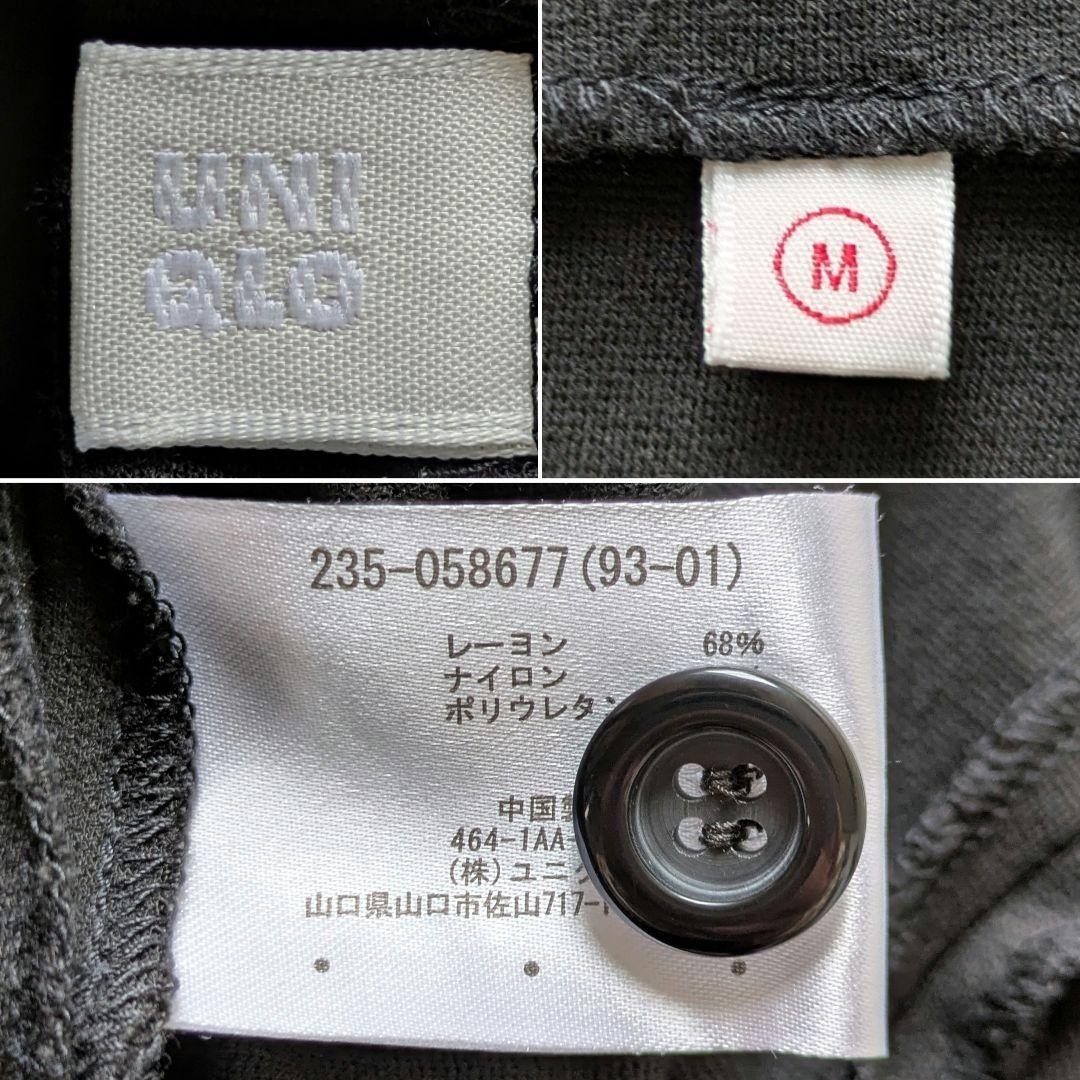 UNI
QLO
M
235-058677(93-01)
レーヨン 68%
ナイロン
ポリウレタン
中国
464-1AA
(株)ユニ
山口県山口市佐山717-